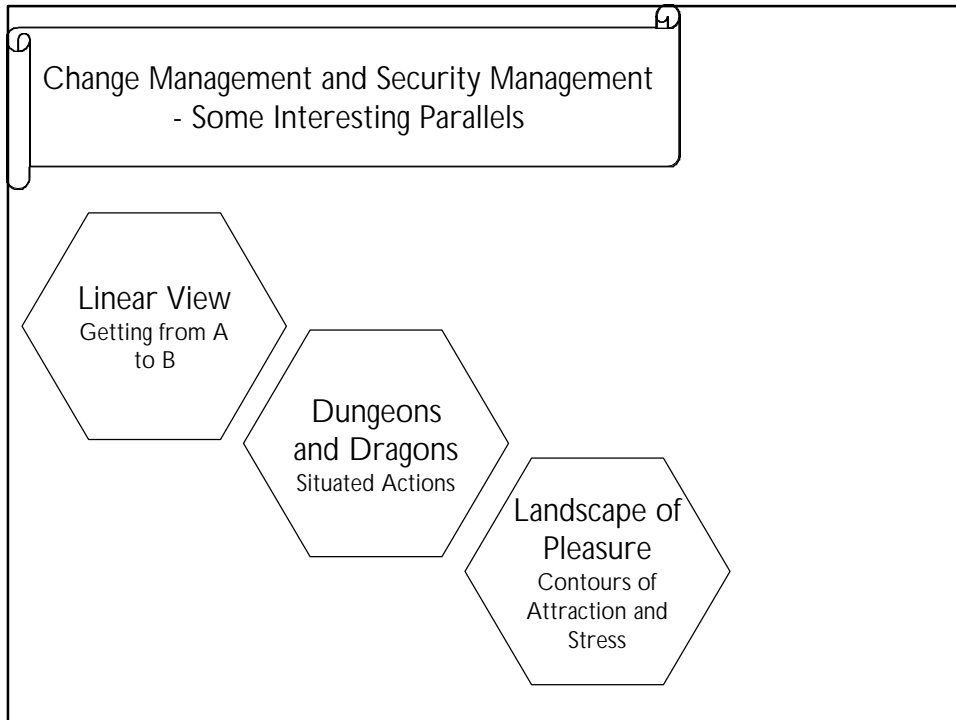 Change Management and Security Management
- Some Interesting Parallels
Linear View
Getting from A
to B
Dungeons
and Dragons
Situated Actions
Landscape of
Pleasure
Contours of
Attraction and
Stress